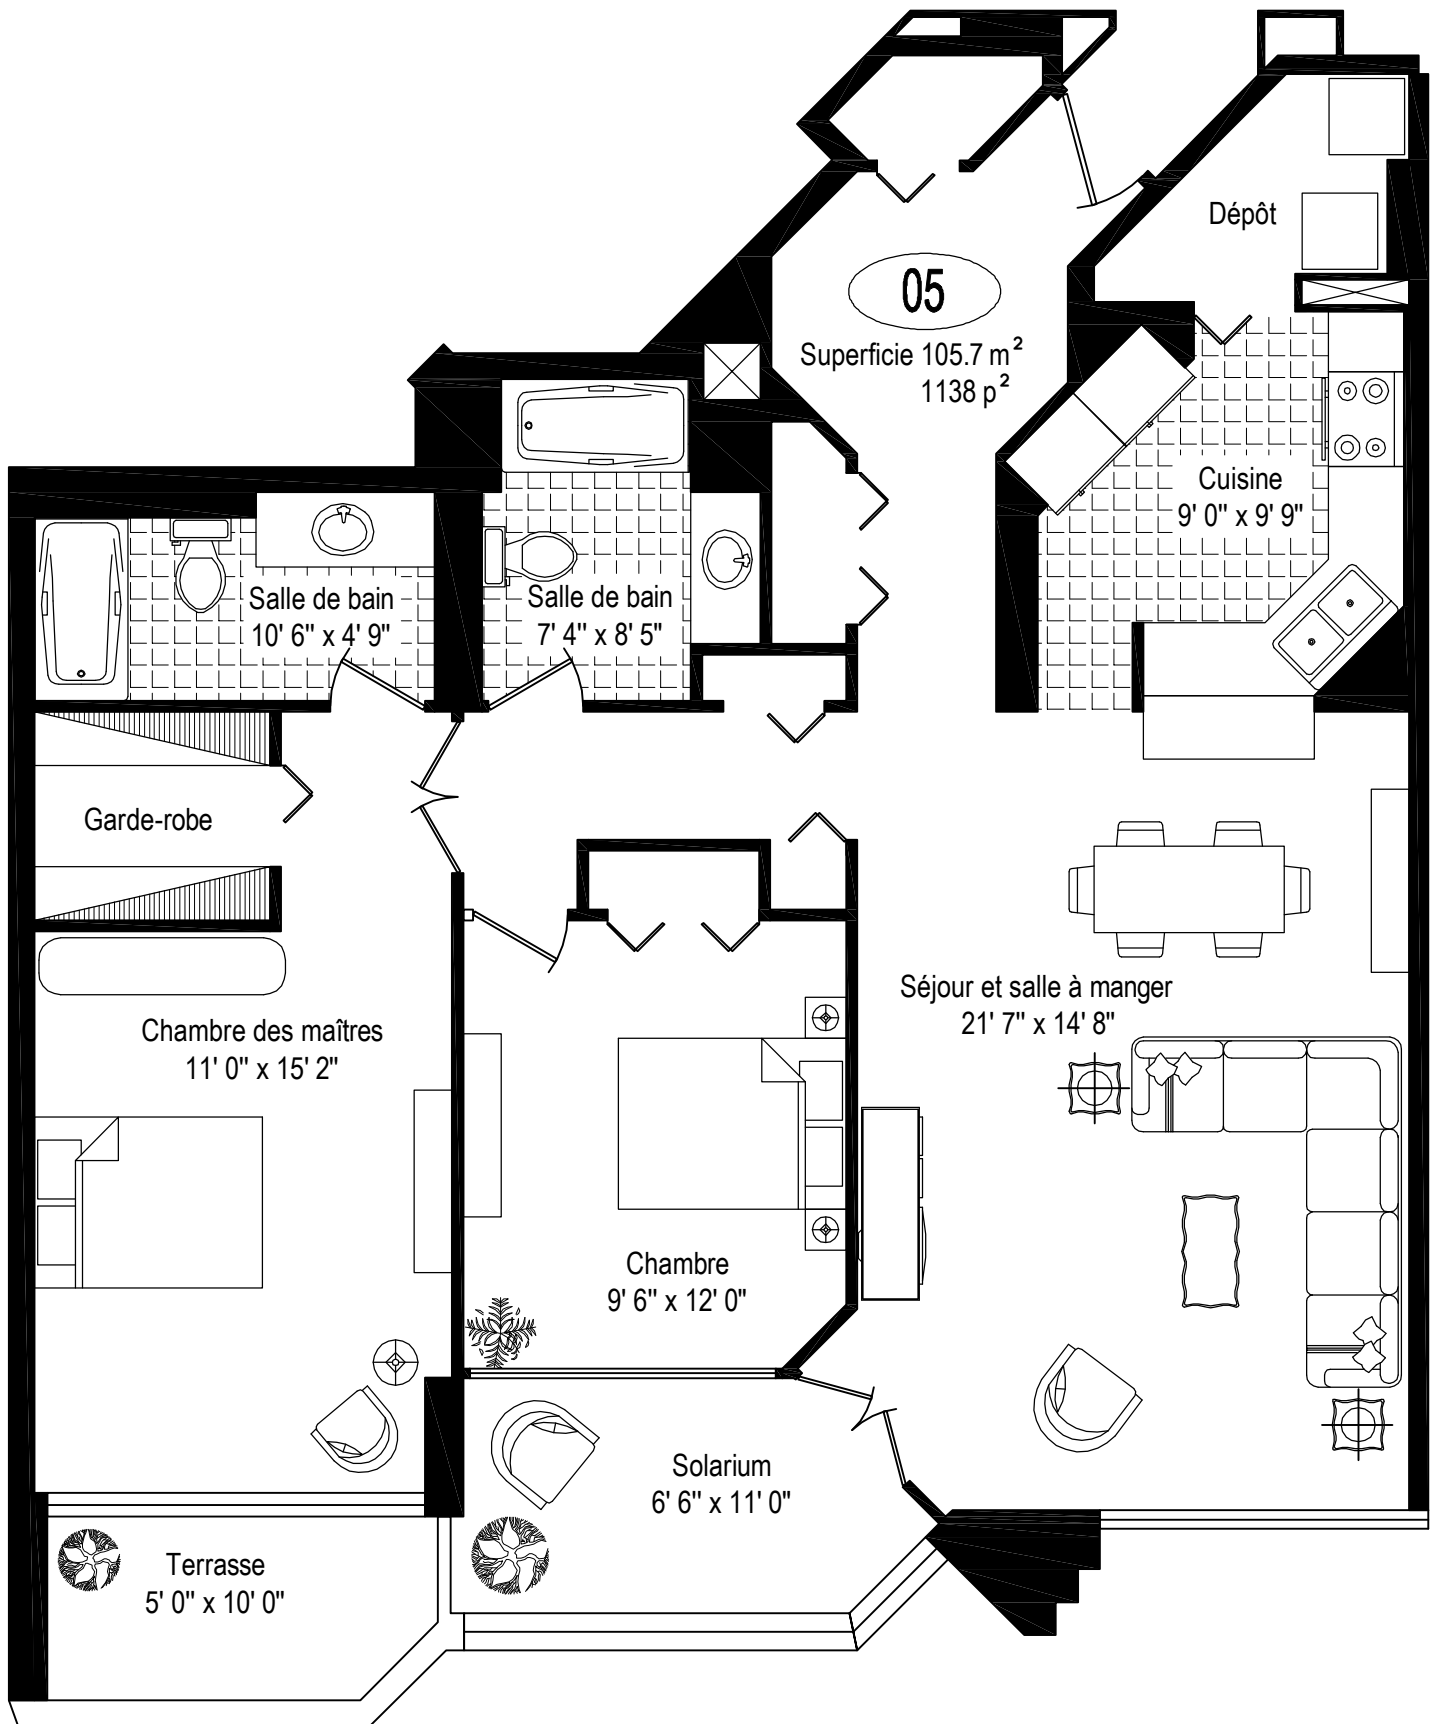 Dépôt
05
Superficie 105.7 m²
1138 p²
Cuisine
9' 0" x 9' 9"
Salle de bain
10' 6" x 4' 9"
Salle de bain
7' 4" x 8' 5"
Garde-robe
Séjour et salle à manger
21' 7" x 14' 8"
Chambre des maîtres
11' 0" x 15' 2"
Chambre
9' 6" x 12' 0"
Solarium
6' 6" x 11' 0"
Terrasse
5' 0" x 10' 0"